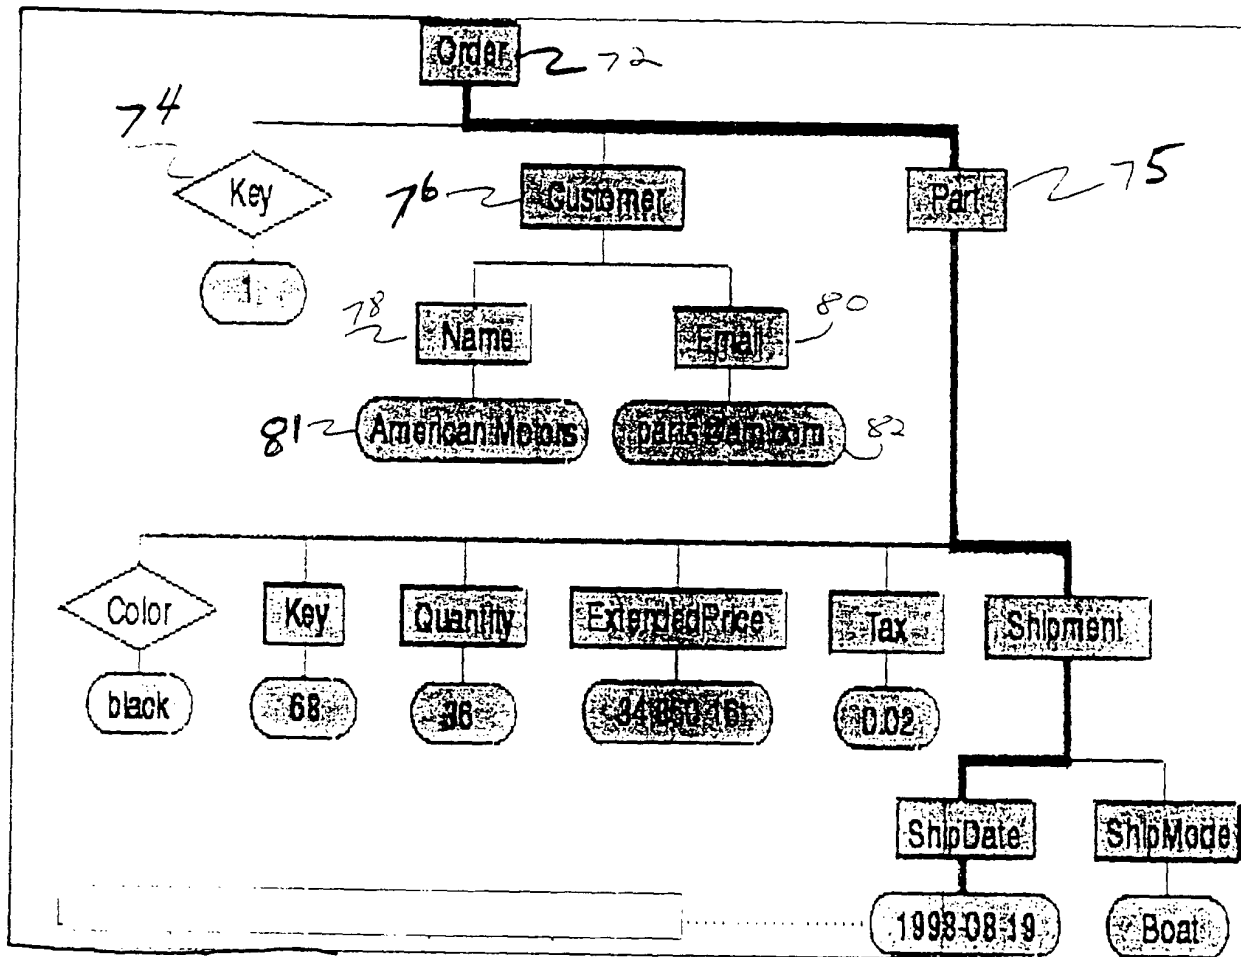 Order 72
74
Key 76 Customer Part 75
1
78 Name Email 80
81 American Motors 82
Color Key Quantity ExtendedPrice Tax Shipment
black 68 36 0.02
ShipDate ShipMode
1998-08-19 Boat